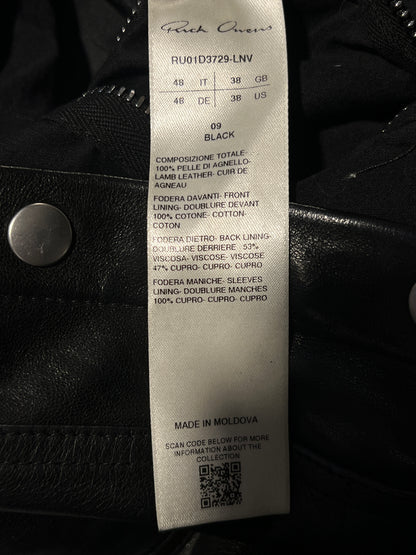 Rick Owens
RU01D3729-LNV
48 IT 38 GB
48 DE 38 US
09
BLACK
COMPOSIZIONE TOTALE-
100% PELLE DI AGNELLO-
LAMB LEATHER- CUIR DE
AGNEAU
FODERA DAVANTI- FRONT
LINING- DOUBLURE DEVANT
100% COTONE- COTTON-
COTON
FODERA DIETRO- BACK LINING-
DOUBLURE DERRIERE 53%
VISCOSA- VISCOSE- VISCOSE
47% CUPRO- CUPRO- CUPRO
FODERA MANICHE- SLEEVES
LINING- DOUBLURE MANCHES
100% CUPRO- CUPRO- CUPRO
MADE IN MOLDOVA
SCAN CODE BELOW FOR MORE
INFORMATION ABOUT THE
COLLECTION